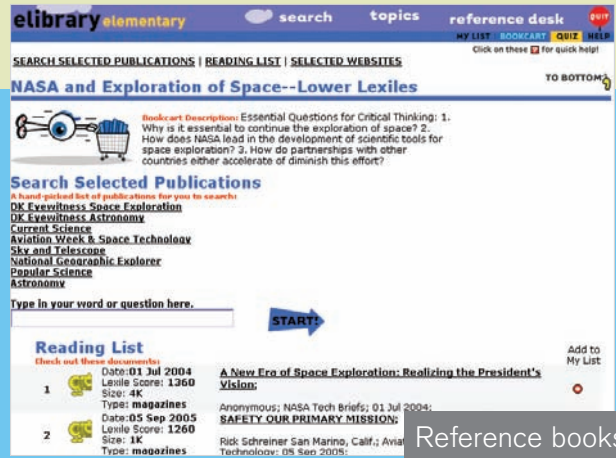 elibrary elementary
search topics reference desk QUIT
MY LIST BOOKCART QUIZ HELP
Click on these ? for quick help!
SEARCH SELECTED PUBLICATIONS | READING LIST | SELECTED WEBSITES
TO BOTTOM
NASA and Exploration of Space--Lower Lexiles
Bookcart Description: Essential Questions for Critical Thinking: 1.
Why is it essential to continue the exploration of space? 2.
How does NASA lead in the development of scientific tools for
space exploration? 3. How do partnerships with other
countries either accelerate of diminish this effort?
Search Selected Publications
A hand-picked list of publications for you to search:
DK Eyewitness Space Exploration
DK Eyewitness Astronomy
Current Science
Aviation Week & Space Technology
Sky and Telescope
National Geographic Explorer
Popular Science
Astronomy
Type in your word or question here.
START!
Reading List
Check out these documents:
Add to
My List
1
Date:01 Jul 2004
Lexile Score: 1360
Size: 4K
Type: magazines
A New Era of Space Exploration: Realizing the President's
Vision;
Anonymous; NASA Tech Briefs; 01 Jul 2004;
2
Date:05 Sep 2005
Lexile Score: 1260
Size: 1K
Type: magazines
SAFETY OUR PRIMARY MISSION;
Rick Schreiner San Marino, Calif.; Aviat
Technology; 05 Sep 2005;
Reference books